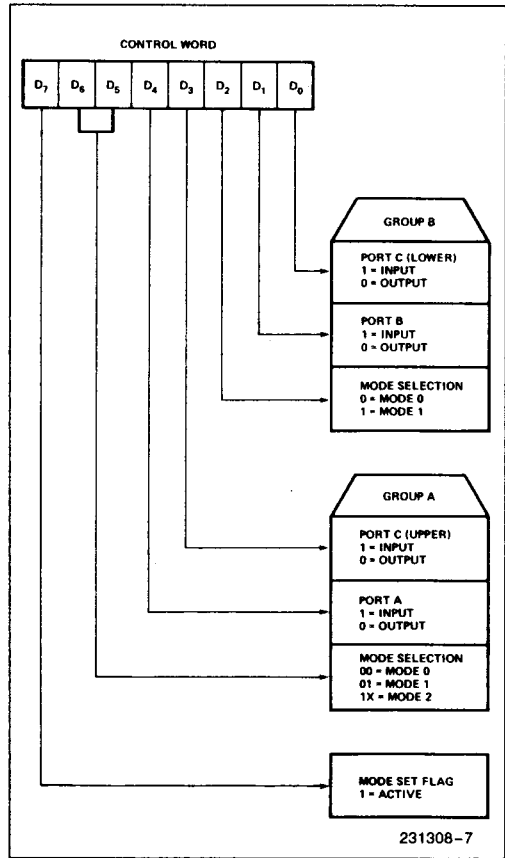 CONTROL WORD
D7 D6 D5 D4 D3 D2 D1 D0
GROUP B
PORT C (LOWER)
1 = INPUT
0 = OUTPUT
PORT B
1 = INPUT
0 = OUTPUT
MODE SELECTION
0 = MODE 0
1 = MODE 1
GROUP A
PORT C (UPPER)
1 = INPUT
0 = OUTPUT
PORT A
1 = INPUT
0 = OUTPUT
MODE SELECTION
00 = MODE 0
01 = MODE 1
1X = MODE 2
MODE SET FLAG
1 = ACTIVE
231308-7